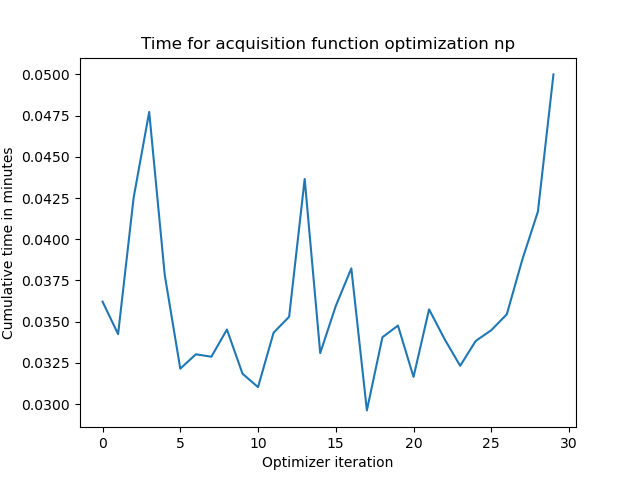 Time for acquisition function optimization np
Cumulative time in minutes
0.0500
0.0475
0.0450
0.0425
0.0400
0.0375
0.0350
0.0325
0.0300
0 5 10 15 20 25 30
Optimizer iteration